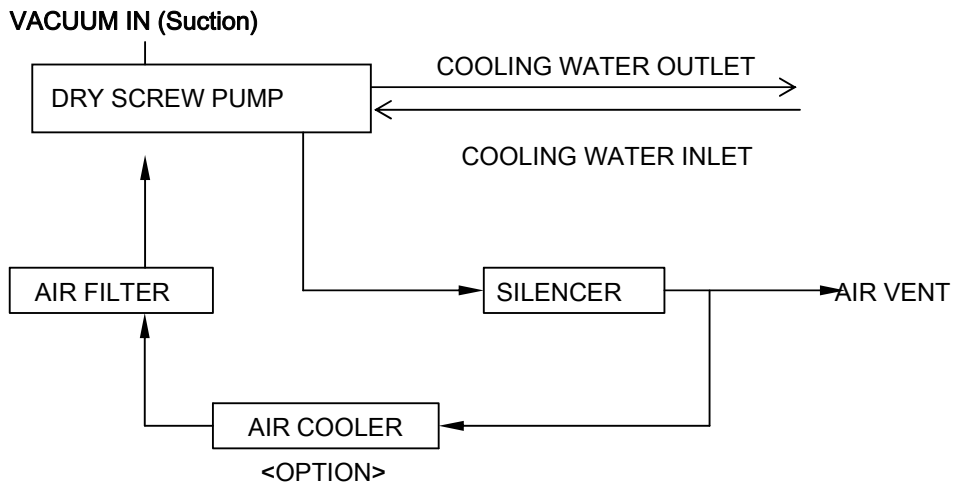 VACUUM IN (Suction)
DRY SCREW PUMP
COOLING WATER OUTLET
COOLING WATER INLET
AIR FILTER
SILENCER
AIR VENT
AIR COOLER
<OPTION>